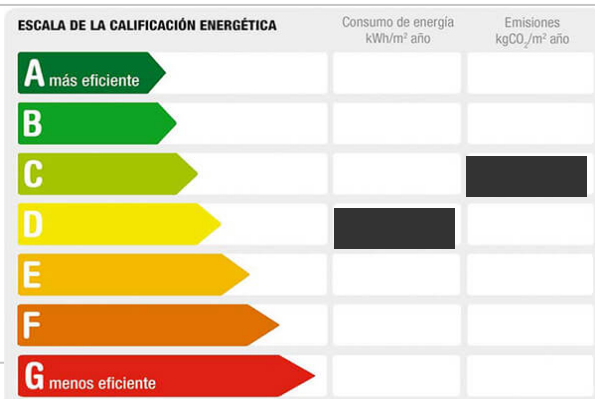 ESCALA DE LA CALIFICACIÓN ENERGÉTICA
Consumo de energía
kWh/m² año
Emisiones
kgCO₂/m² año
A más eficiente
B
C
D
E
F
G menos eficiente